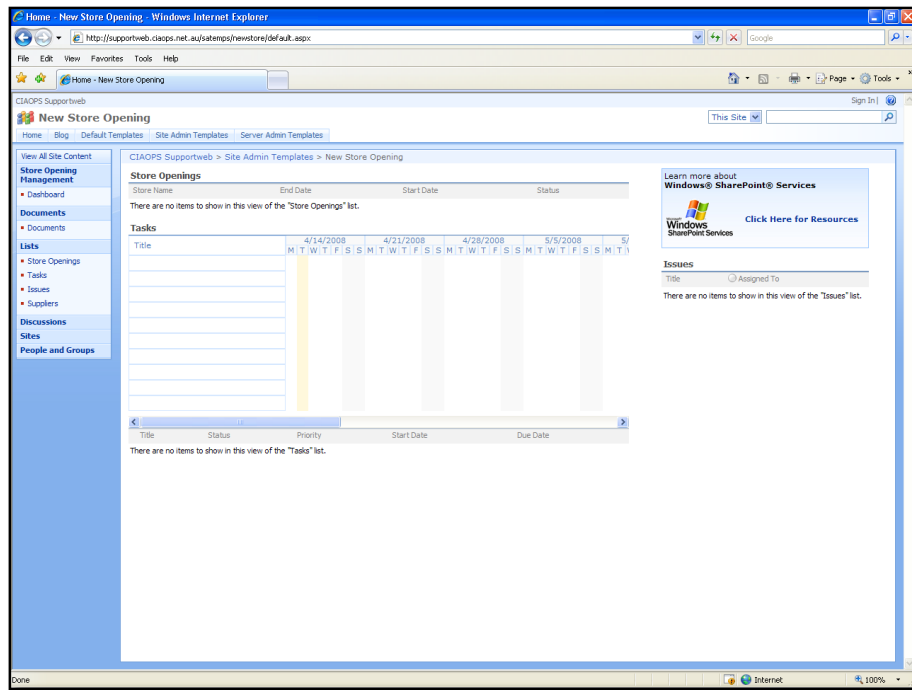 Home - New Store Opening - Windows Internet Explorer
http://supportweb.ciaops.net.au/satemps/newstore/default.aspx
Google
File Edit View Favorites Tools Help
Home - New Store Opening
Page Tools
CIAOPS Supportweb
Sign In |
New Store Opening
This Site
Home Blog Default Templates Site Admin Templates Server Admin Templates
View All Site Content
Store Opening
Management
Dashboard
Documents
Documents
Lists
Store Openings
Tasks
Issues
Suppliers
Discussions
Sites
People and Groups
CIAOPS Supportweb > Site Admin Templates > New Store Opening
Store Openings
Store Name End Date Start Date Status
There are no items to show in this view of the "Store Openings" list.
Tasks
Title
4/14/2008 4/21/2008 4/28/2008 5/5/2008 5/
M T W T F S S M T W T F S S M T W T F S S M T W T F S S M T
Title Status Priority Start Date Due Date
There are no items to show in this view of the "Tasks" list.
Learn more about
Windows® SharePoint® Services
Windows
SharePoint Services
Click Here for Resources
Issues
Title Assigned To
There are no items to show in this view of the "Issues" list.
Done
Internet
100%